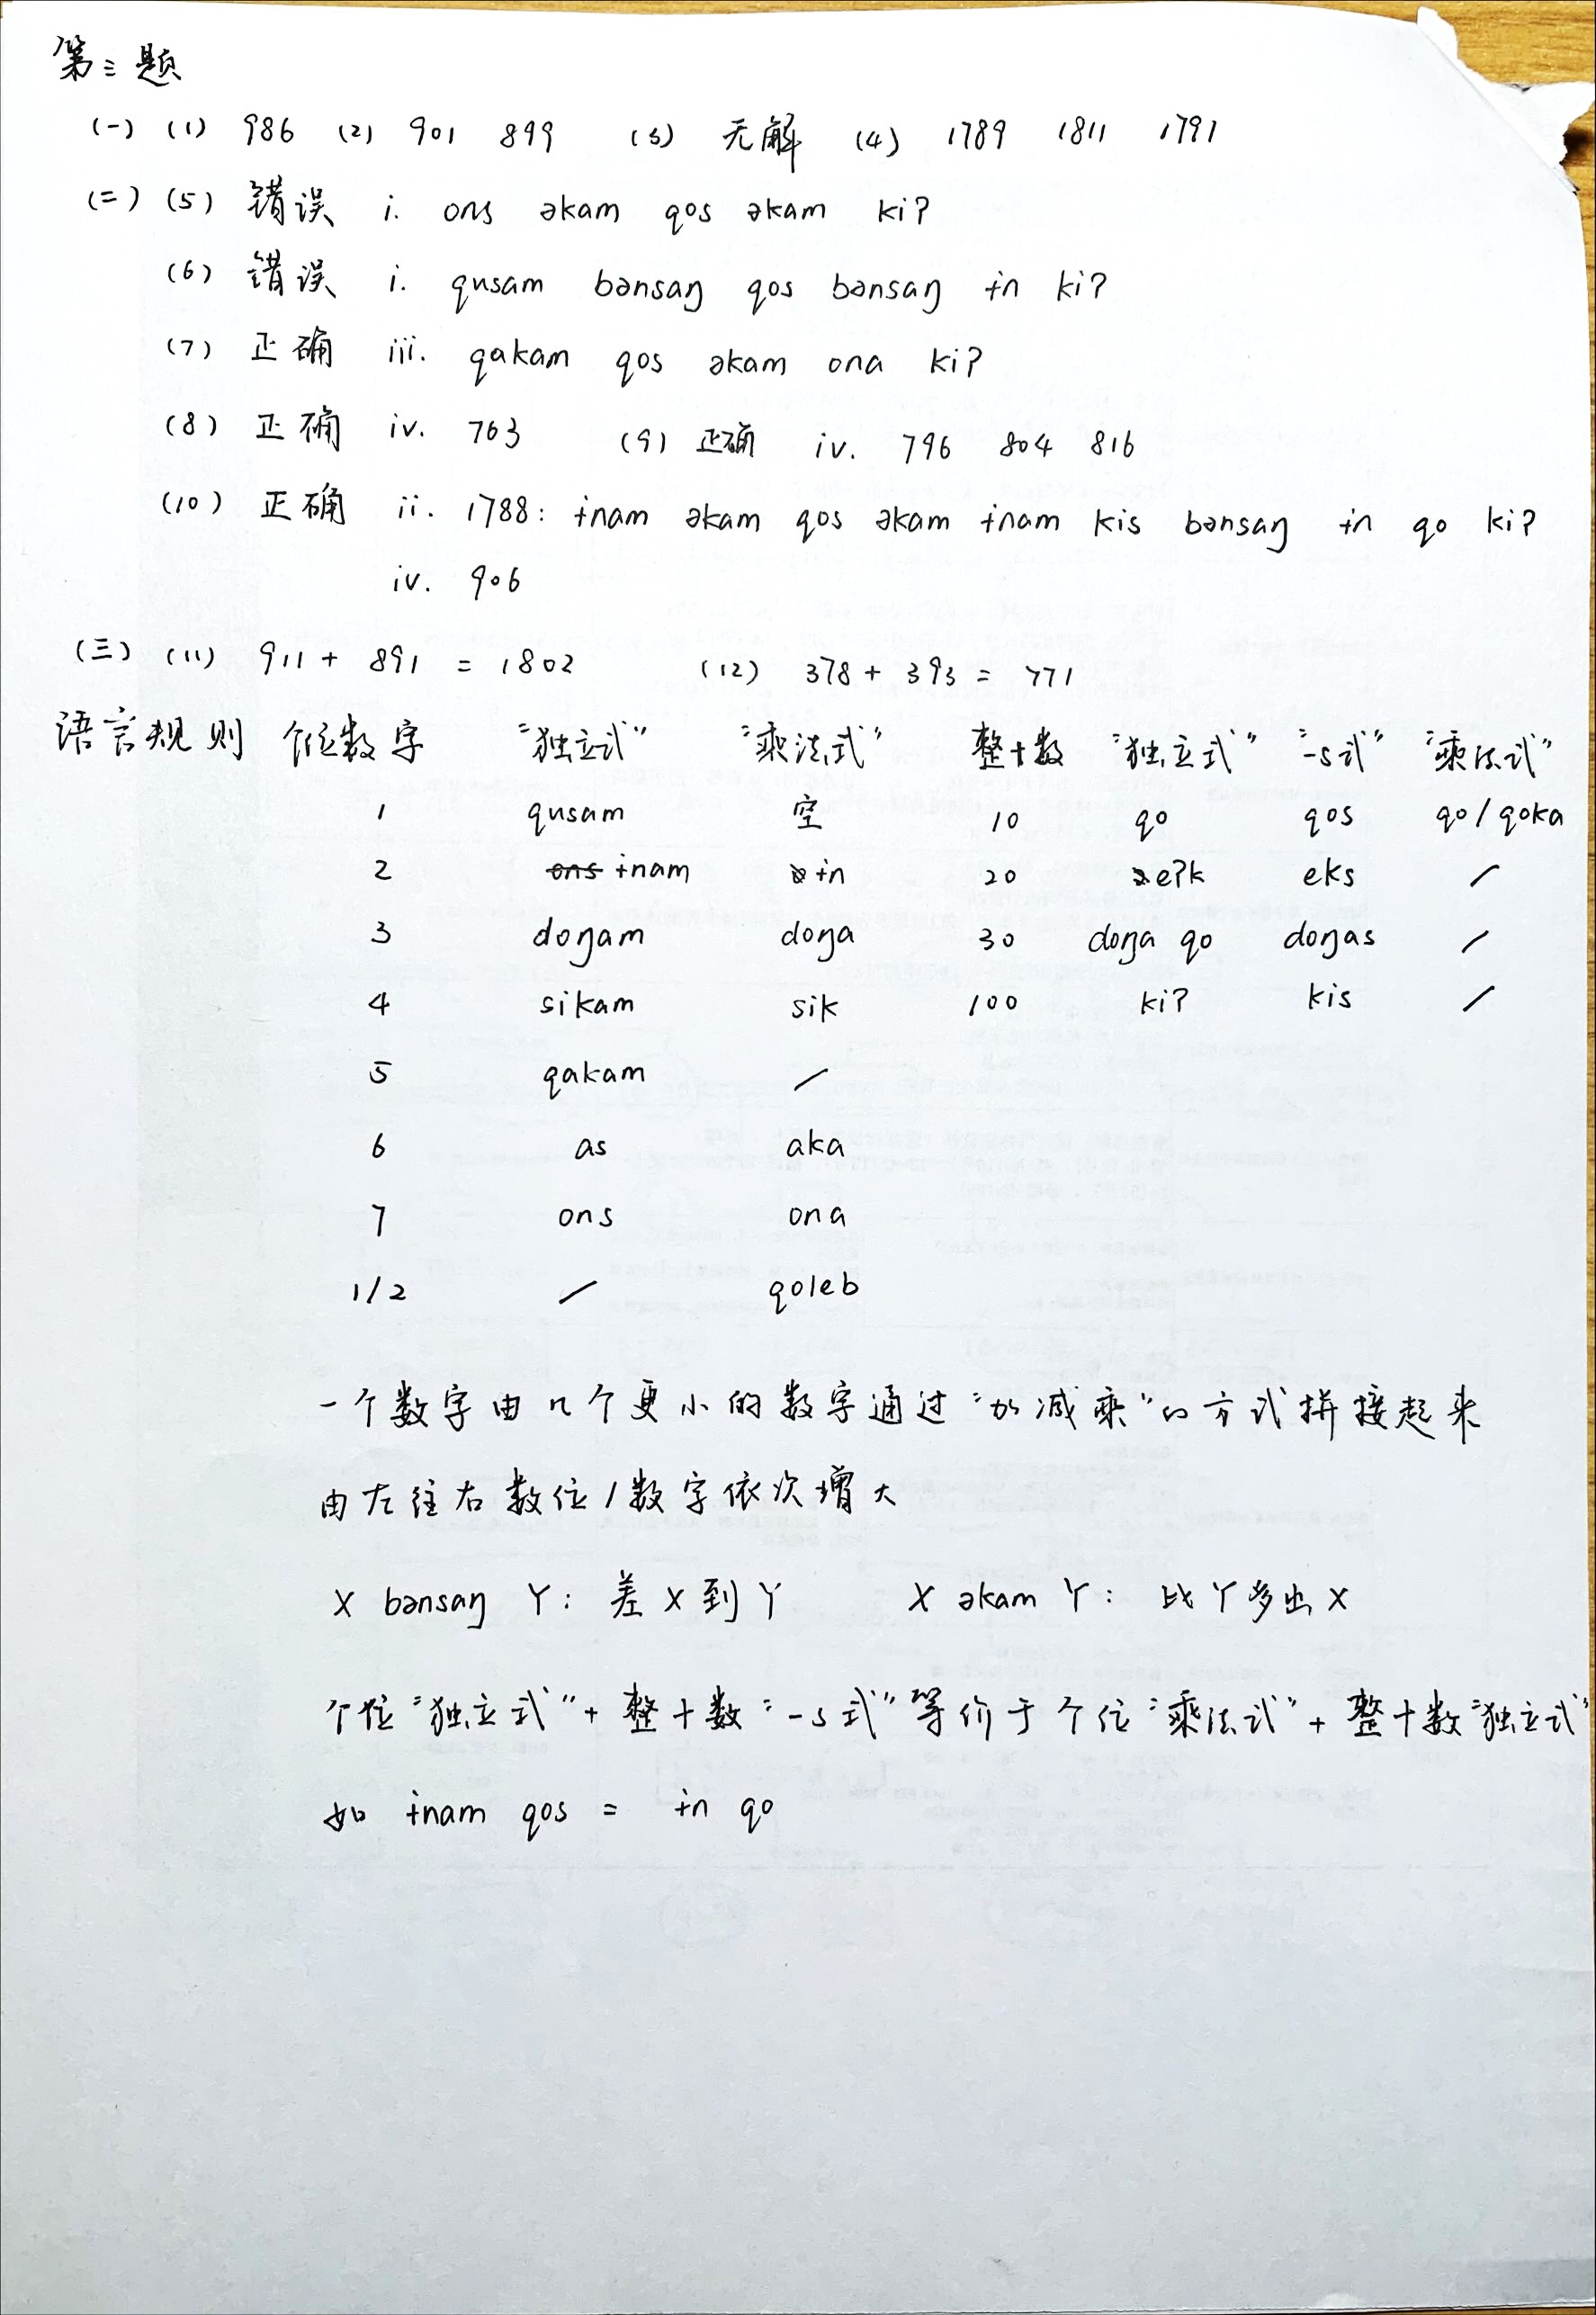 第三题
(一) (1) 986 (2) 901 899 (3) 无解 (4) 1789 1811 1791
(二) (5) 错误 i. ons əkam qos əkam ki?
(6) 错误 i. qusam bənsaŋ qos bənsaŋ ɨn ki?
(7) 正确 iii. qakam qos əkam ona ki?
(8) 正确 iv. 763 (9) 正确 iv. 796 804 816
(10) 正确 ii. 1788: ɨnam əkam qos əkam ɨnam kis bənsaŋ ɨn qo ki?
iv. 906
(三) (11) 911 + 891 = 1802 (12) 378 + 393 = 771
语言规则 个位数字 "独立式" "乘法式" 整十数 "独立式" "-s式" "乘法式"
1 qusam 空 10 qo qos qo/qoka
2 ɨnam ɨn 20 e?k eks /
3 doŋam doŋa 30 doŋa qo doŋas /
4 sikam sik 100 ki? kis /
5 qakam /
6 as aka
7 ons ona
1/2 / qoleb
一个数字由几个更小的数字通过"加减乘"的方式拼接起来
由左往右数位/数字依次增大
X bənsaŋ Y: 差X到Y X əkam Y: 比Y多出X
个位"独立式"+整十数"-s式"等价于个位"乘法式"+整十数"独立式"
如 ɨnam qos = ɨn qo